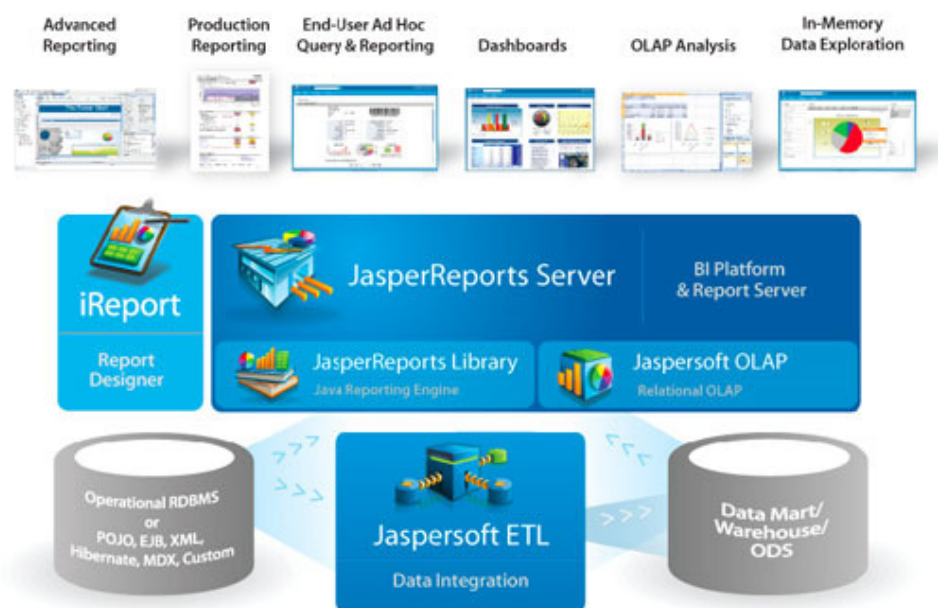 Advanced
Reporting
Production
Reporting
End-User Ad Hoc
Query & Reporting
Dashboards
OLAP Analysis
In-Memory
Data Exploration
iReport
Report
Designer
JasperReports Server
BI Platform
& Report Server
JasperReports Library
Java Reporting Engine
Jaspersoft OLAP
Relational OLAP
Operational RDBMS
or
POJO, EJB, XML,
Hibernate, MDX, Custom
Jaspersoft ETL
Data Integration
Data Mart/
Warehouse/
ODS